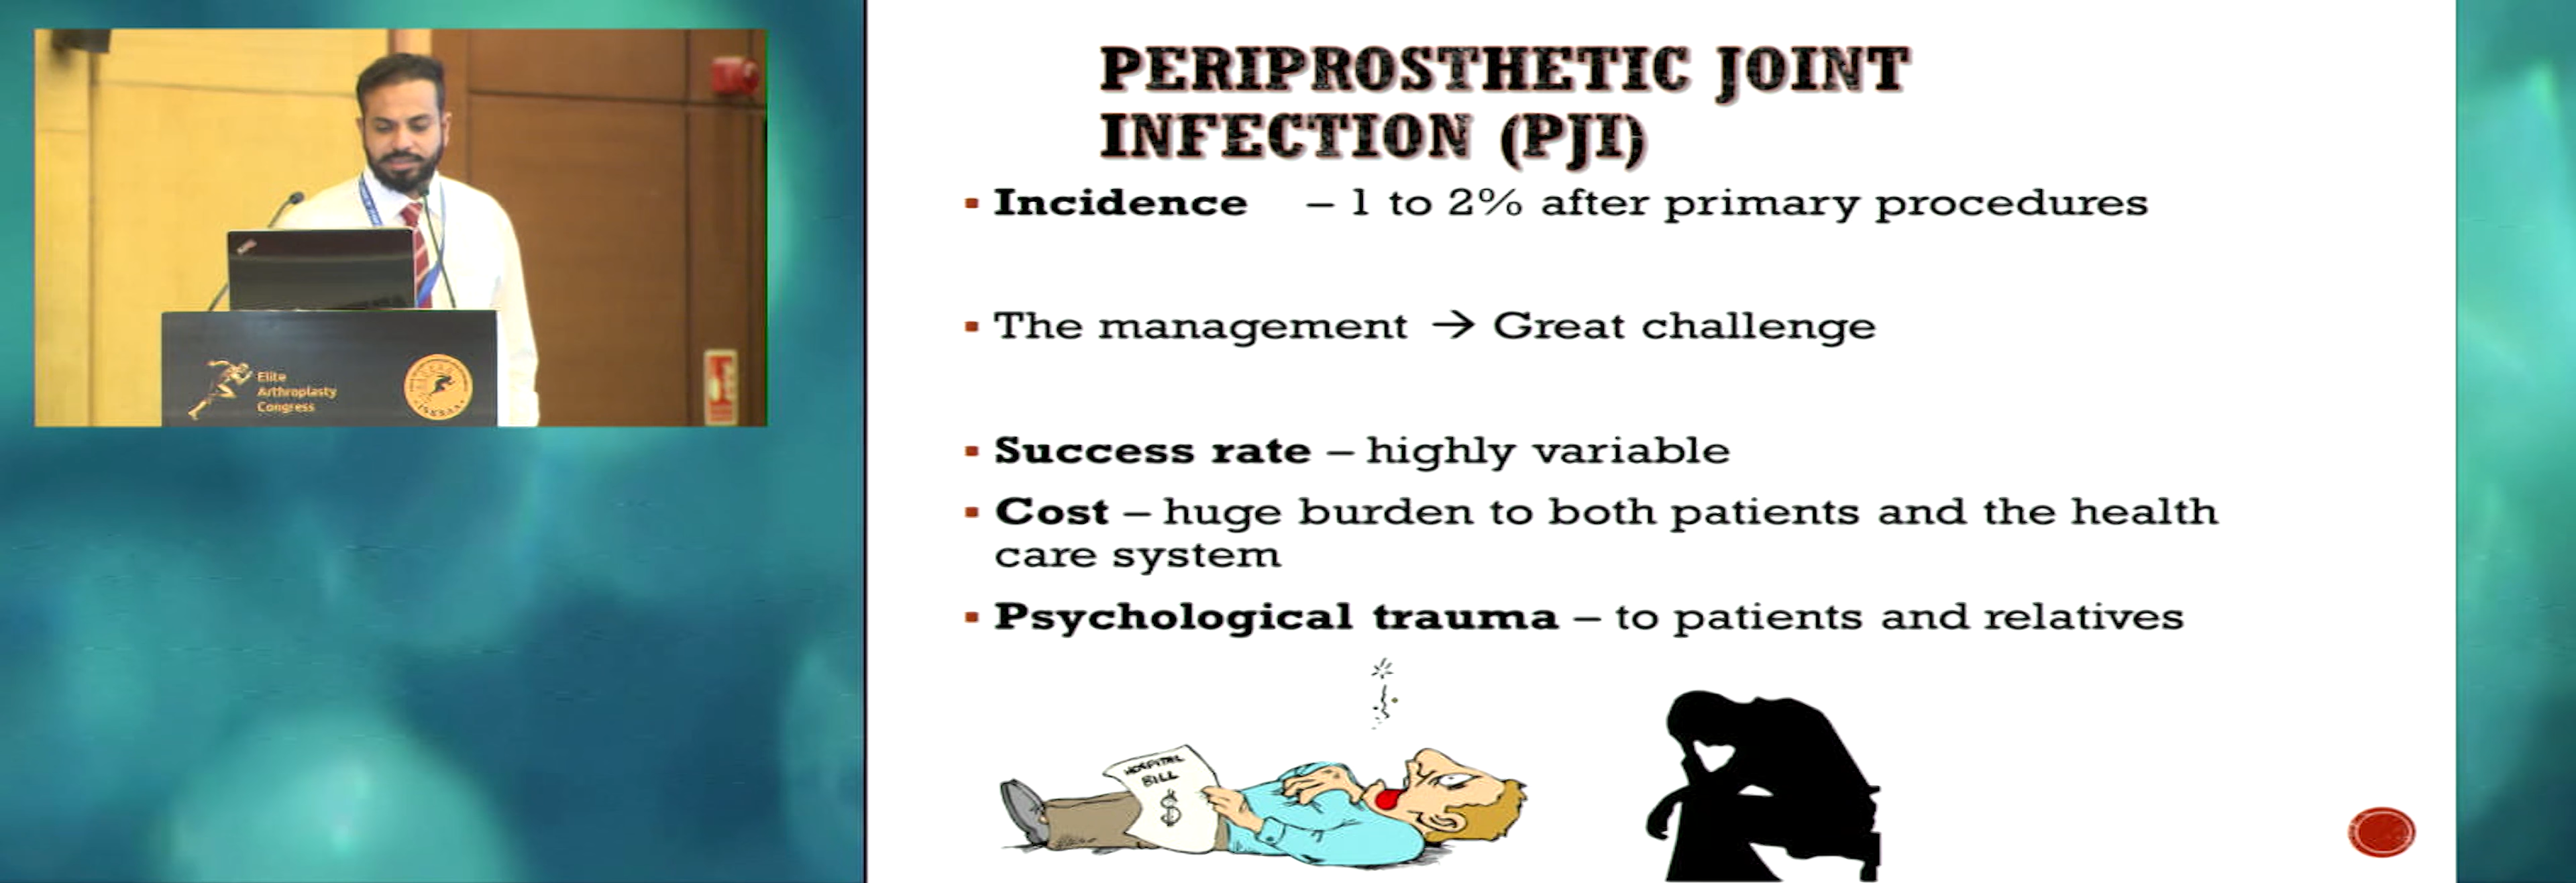 PERIPROSTHETIC JOINT
INFECTION (PJI)
▪ Incidence – 1 to 2% after primary procedures
▪ The management → Great challenge
▪ Success rate – highly variable
▪ Cost – huge burden to both patients and the health
care system
▪ Psychological trauma – to patients and relatives
HOSPITAL
BILL
$
Elite
Arthroplasty
Congress